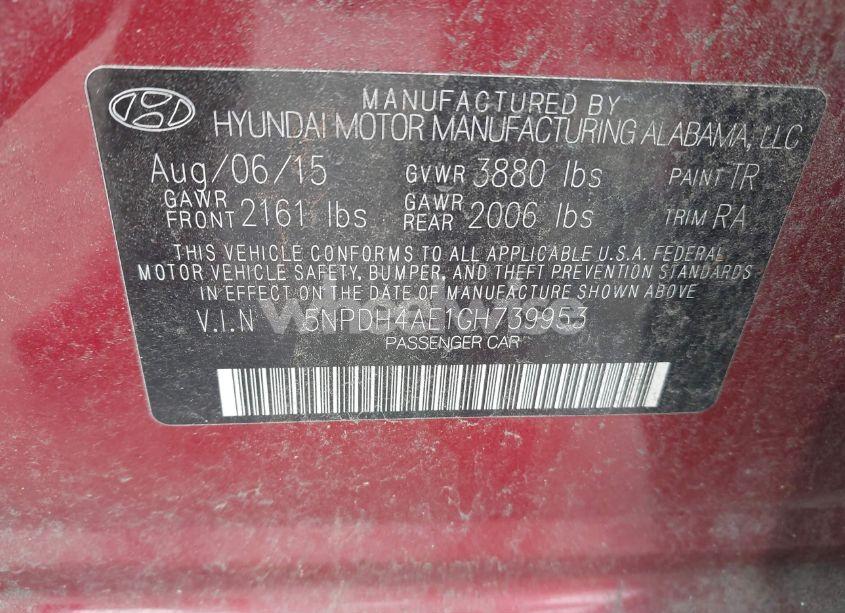 MANUFACTURED BY
HYUNDAI MOTOR MANUFACTURING ALABAMA, LLC
Aug/06/15 GVWR 3880 lbs PAINT TR
GAWR FRONT 2161 lbs GAWR REAR 2006 lbs TRIM RA
THIS VEHICLE CONFORMS TO ALL APPLICABLE U.S.A. FEDERAL
MOTOR VEHICLE SAFETY, BUMPER, AND THEFT PREVENTION STANDARDS
IN EFFECT ON THE DATE OF MANUFACTURE SHOWN ABOVE.
V.I.N 5NPDH4AE1GH739953
PASSENGER CAR